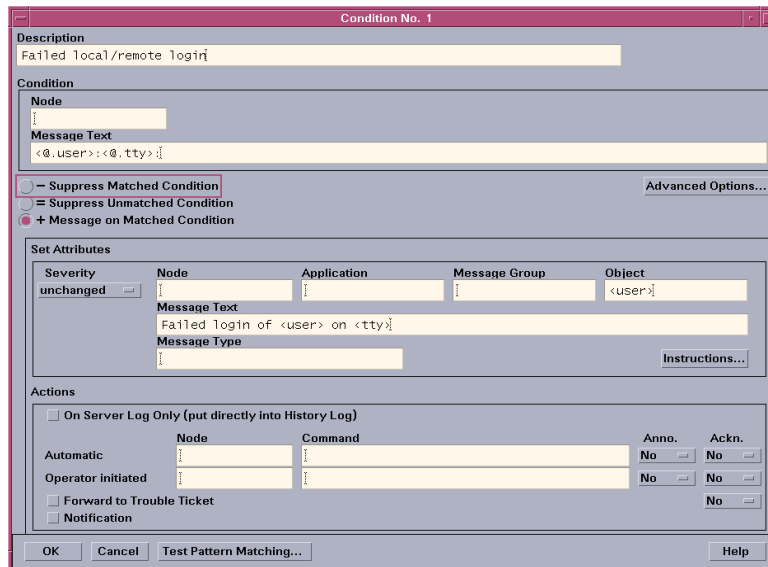 Condition No. 1
Description
Failed local/remote login
Condition
Node
Message Text
<@.user>:<@.tty>:
- Suppress Matched Condition
Advanced Options...
= Suppress Unmatched Condition
+ Message on Matched Condition
Set Attributes
Severity Node Application Message Group Object
unchanged <user>
Message Text
Failed login of <user> on <tty>
Message Type
Instructions...
Actions
On Server Log Only (put directly into History Log)
Node Command Anno. Ackn.
Automatic No No
Operator initiated No No
Forward to Trouble Ticket No
Notification
OK Cancel Test Pattern Matching... Help